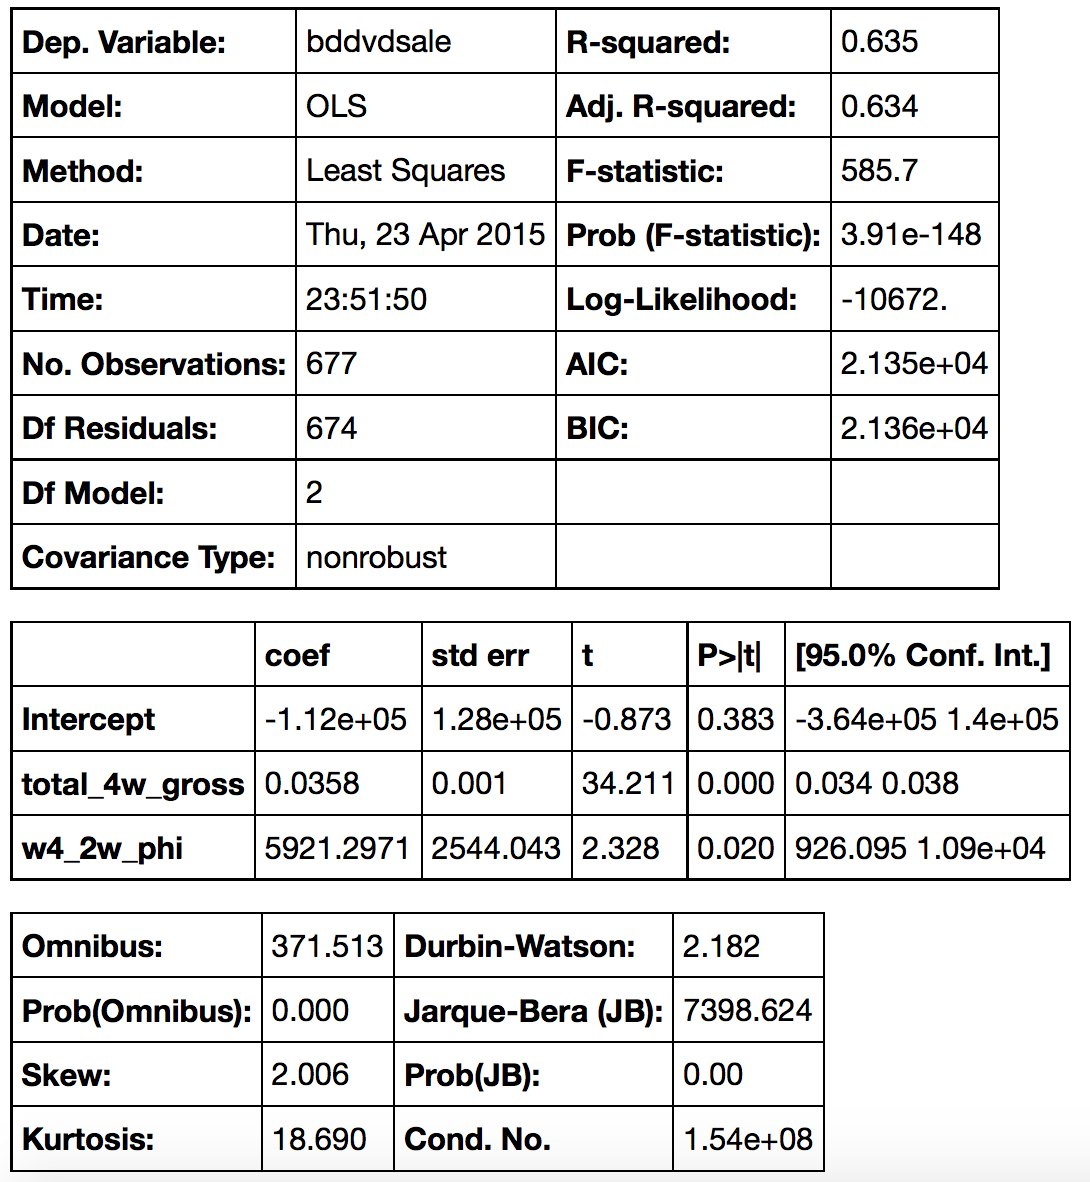 Dep. Variable: bddvdsale R-squared: 0.635
Model: OLS Adj. R-squared: 0.634
Method: Least Squares F-statistic: 585.7
Date: Thu, 23 Apr 2015 Prob (F-statistic): 3.91e-148
Time: 23:51:50 Log-Likelihood: -10672.
No. Observations: 677 AIC: 2.135e+04
Df Residuals: 674 BIC: 2.136e+04
Df Model: 2
Covariance Type: nonrobust
coef std err t P>|t| [95.0% Conf. Int.]
Intercept -1.12e+05 1.28e+05 -0.873 0.383 -3.64e+05 1.4e+05
total_4w_gross 0.0358 0.001 34.211 0.000 0.034 0.038
w4_2w_phi 5921.2971 2544.043 2.328 0.020 926.095 1.09e+04
Omnibus: 371.513 Durbin-Watson: 2.182
Prob(Omnibus): 0.000 Jarque-Bera (JB): 7398.624
Skew: 2.006 Prob(JB): 0.00
Kurtosis: 18.690 Cond. No. 1.54e+08